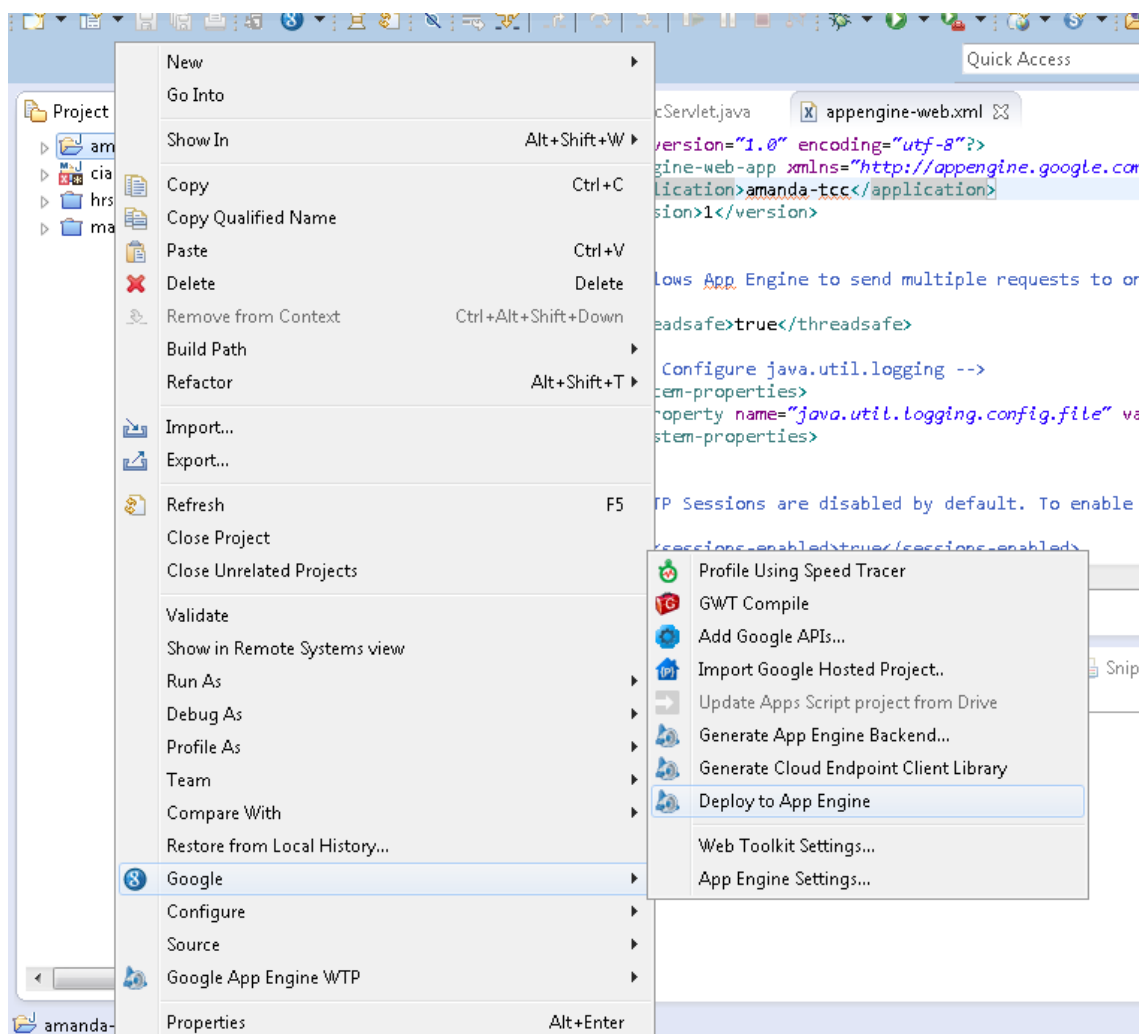 Quick Access
New
Go Into
Show In Alt+Shift+W
Copy Ctrl+C
Copy Qualified Name
Paste Ctrl+V
Delete Delete
Remove from Context Ctrl+Alt+Shift+Down
Build Path
Refactor Alt+Shift+T
Import...
Export...
Refresh F5
Close Project
Close Unrelated Projects
Validate
Show in Remote Systems view
Run As
Debug As
Profile As
Team
Compare With
Restore from Local History...
Google
Configure
Source
Google App Engine WTP
Properties Alt+Enter
Project
am
cia
hrs
ma
amanda-
cServlet.java appengine-web.xml
version="1.0" encoding="utf-8"?>
gine-web-app xmlns="http://appengine.google.com
lication>amanda-tcc</application>
sion>1</version>
lows App Engine to send multiple requests to on
eadsafe>true</threadsafe>
Configure java.util.logging -->
tem-properties>
roperty name="java.util.logging.config.file" va
stem-properties>
TP Sessions are disabled by default. To enable
<sessions-enabled>true</sessions-enabled>
Profile Using Speed Tracer
GWT Compile
Add Google APIs...
Import Google Hosted Project..
Update Apps Script project from Drive
Generate App Engine Backend...
Generate Cloud Endpoint Client Library
Deploy to App Engine
Web Toolkit Settings...
App Engine Settings...
Snip